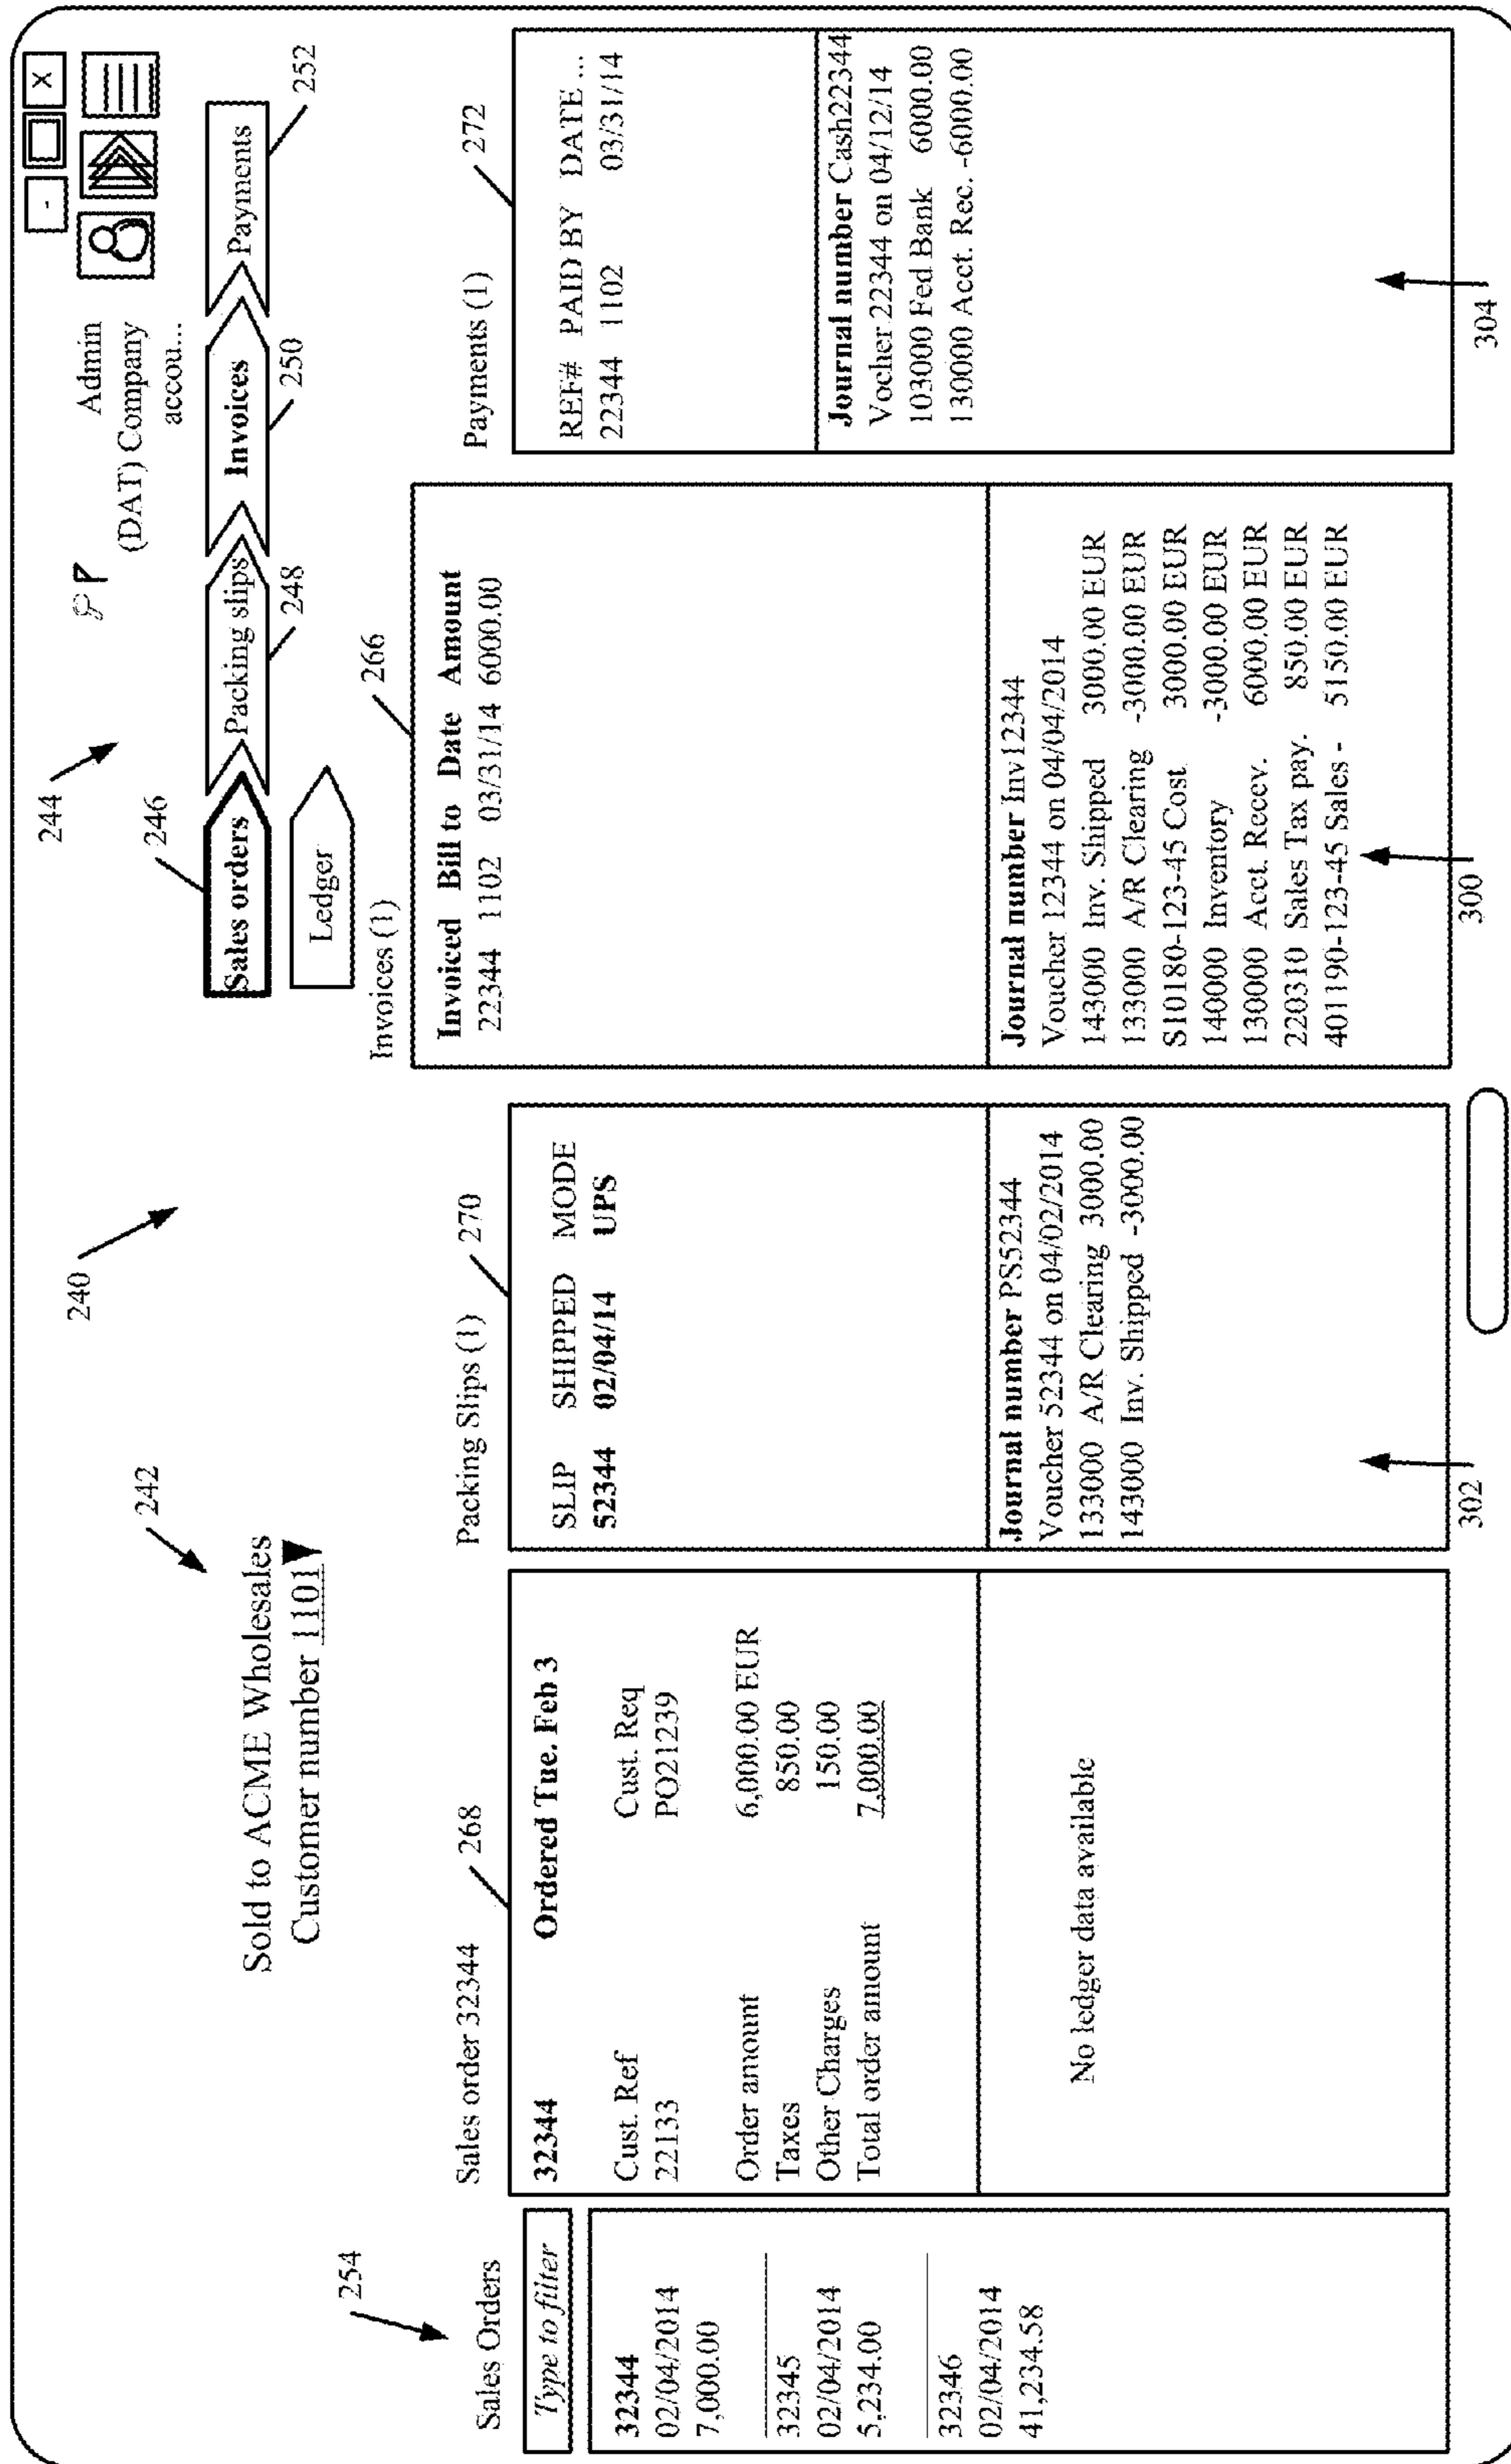 240
242
244
Sold to ACME Wholesales
Customer number 1101
Admin
(DAT) Company
accou...
-
X
Sales orders
Packing slips
Invoices
Payments
246
248
250
252
Ledger
254
Sales Orders
Type to filter
32344
02/04/2014
7,000.00
32345
02/04/2014
5,234.00
32346
02/04/2014
41,234.58
Sales order 32344
268
32344 Ordered Tue. Feb 3
Cust. Ref Cust. Req
22133 PO21239
Order amount 6,000.00 EUR
Taxes 850.00
Other Charges 150.00
Total order amount 7,000.00
No ledger data available
Packing Slips (1)
270
SLIP SHIPPED MODE
52344 02/04/14 UPS
Journal number PS52344
Voucher 52344 on 04/02/2014
133000 A/R Clearing 3000.00
143000 Inv. Shipped -3000.00
302
Invoices (1)
266
Invoiced Bill to Date Amount
22344 1102 03/31/14 6000.00
Journal number Inv12344
Voucher 12344 on 04/04/2014
143000 Inv. Shipped 3000.00 EUR
133000 A/R Clearing -3000.00 EUR
S10180-123-45 Cost 3000.00 EUR
140000 Inventory -3000.00 EUR
130000 Acct. Recev. 6000.00 EUR
220310 Sales Tax pay. 850.00 EUR
401190-123-45 Sales - 5150.00 EUR
300
Payments (1)
272
REF# PAID BY DATE ...
22344 1102 03/31/14
Journal number Cash22344
Vocher 22344 on 04/12/14
103000 Fed Bank 6000.00
130000 Acct. Rec. -6000.00
304